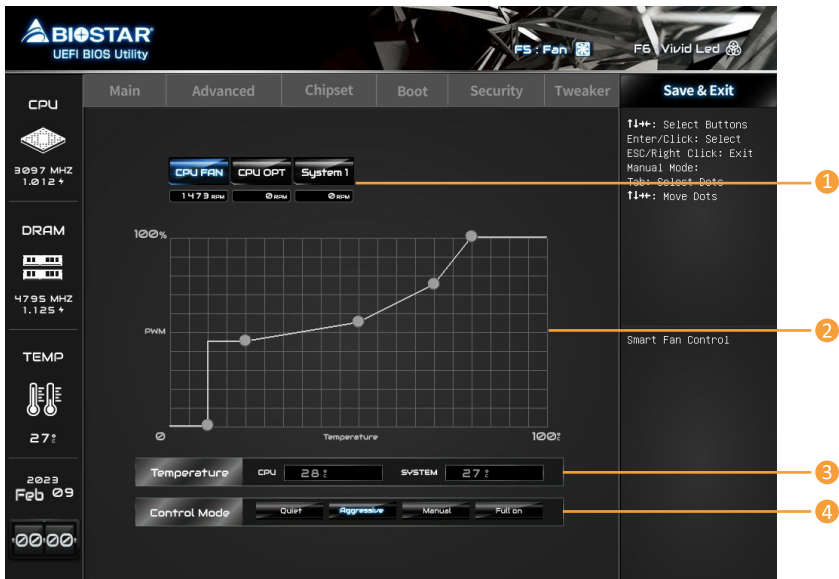 BIOSTAR
UEFI BIOS Utility
F5 : Fan
F6 Vivid Led
Main
Advanced
Chipset
Boot
Security
Tweaker
Save & Exit
CPU
3097 MHZ
1.012
DRAM
4795 MHZ
1.125
TEMP
27°C
2023
Feb 09
00:00
CPU FAN
CPU OPT
System 1
1473 RPM
0 RPM
0 RPM
100%
PWM
0
Temperature
100°C
Temperature
CPU
28°C
SYSTEM
27°C
Control Mode
Quiet
Aggressive
Manual
Full on
↑↓→←: Select Buttons
Enter/Click: Select
ESC/Right Click: Exit
Manual Mode:
Tab: Select Dots
↑↓→←: Move Dots
Smart Fan Control
1
2
3
4